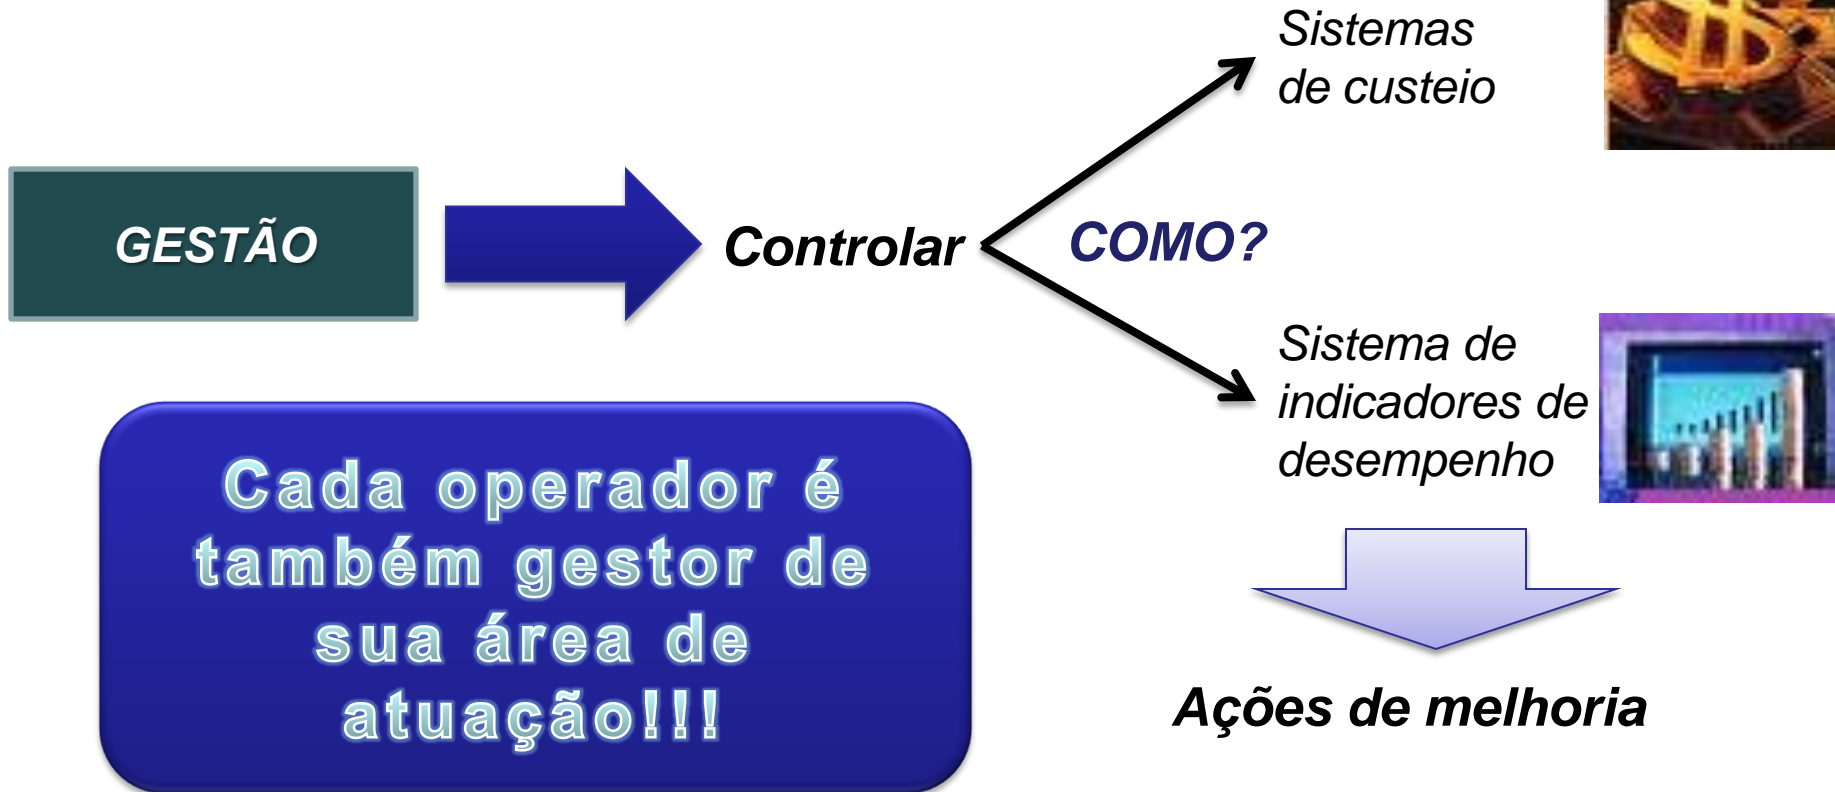 Sistemas
de custeio
GESTÃO
Controlar
COMO?
Sistema de
indicadores de
desempenho
Cada operador é
também gestor de
sua área de
atuação!!!
Ações de melhoria